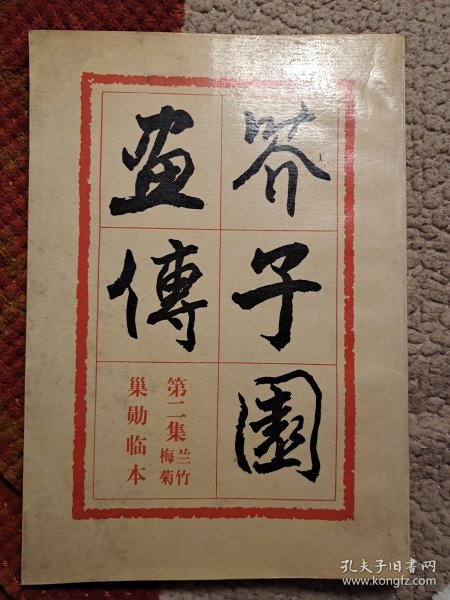 芥子園
畫傳
第二集 兰竹
梅菊
巢勋临本
孔夫子旧书网
www.kongfz.com